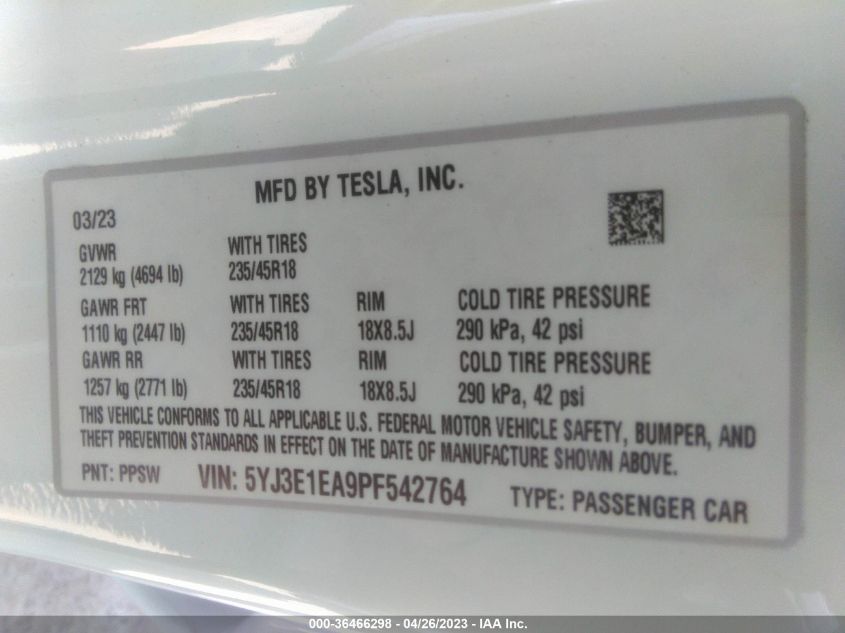 MFD BY TESLA, INC.
03/23
GVWR WITH TIRES
2129 kg (4694 lb) 235/45R18
GAWR FRT WITH TIRES RIM COLD TIRE PRESSURE
1110 kg (2447 lb) 235/45R18 18X8.5J 290 kPa, 42 psi
GAWR RR WITH TIRES RIM COLD TIRE PRESSURE
1257 kg (2771 lb) 235/45R18 18X8.5J 290 kPa, 42 psi
THIS VEHICLE CONFORMS TO ALL APPLICABLE U.S. FEDERAL MOTOR VEHICLE SAFETY, BUMPER, AND
THEFT PREVENTION STANDARDS IN EFFECT ON THE DATE OF MANUFACTURE SHOWN ABOVE.
PNT: PPSW VIN: 5YJ3E1EA9PF542764 TYPE: PASSENGER CAR
000-36466298 - 04/26/2023 - IAA Inc.